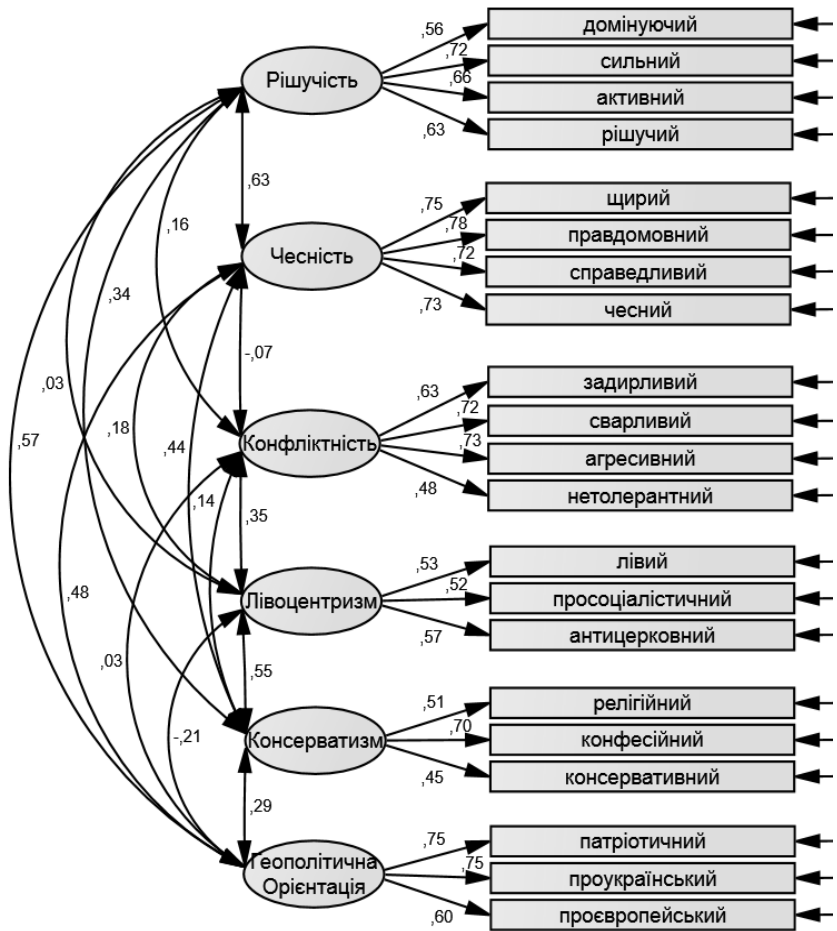 ,56
домінуючий
,72
сильний
Рішучість
,66
активний
,63
рішучий
,63
,75
щирий
,16
,78
правдомовний
Чесність
,72
справедливий
,34
,73
чесний
-,07
,03
,63
задирливий
,18
,72
сварливий
,57
,44
Конфліктність
,73
агресивний
,14
,48
нетолерантний
,35
,53
лівий
,48
Лівоцентризм
,52
просоціалістичний
,57
антицерковний
,03
,55
,51
релігійний
-,21
Консерватизм
,70
конфесійний
,45
консервативний
,29
,75
патріотичний
Геополітична
Орієнтація
,75
проукраїнський
,60
проєвропейський